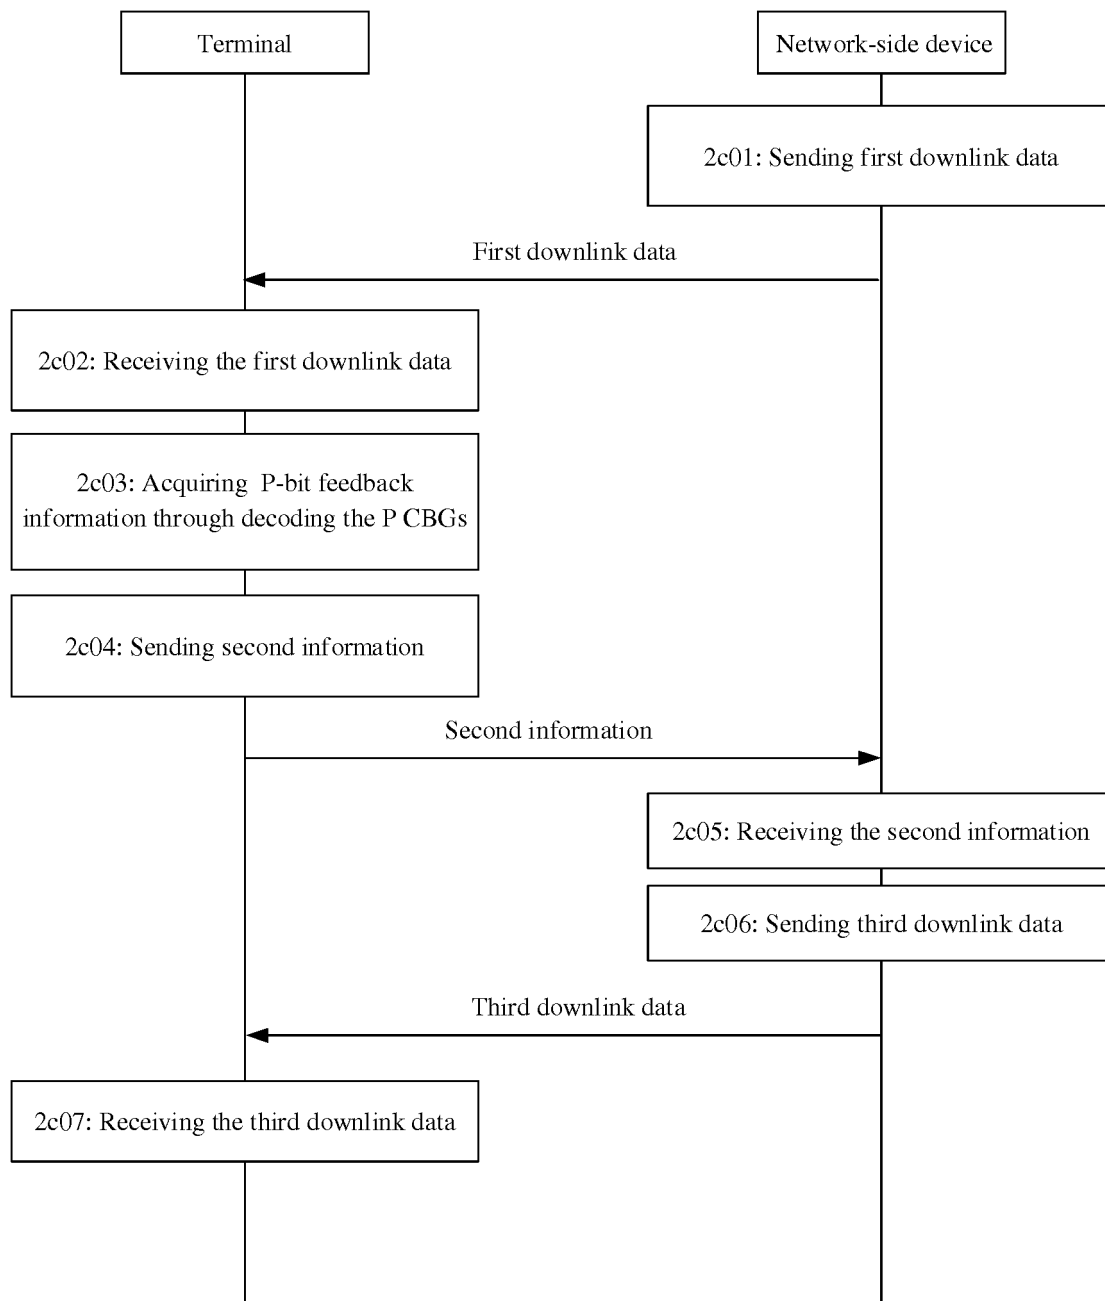 Terminal
Network-side device
2c01: Sending first downlink data
First downlink data
2c02: Receiving the first downlink data
2c03: Acquiring P-bit feedback
information through decoding the P CBGs
2c04: Sending second information
Second information
2c05: Receiving the second information
2c06: Sending third downlink data
Third downlink data
2c07: Receiving the third downlink data